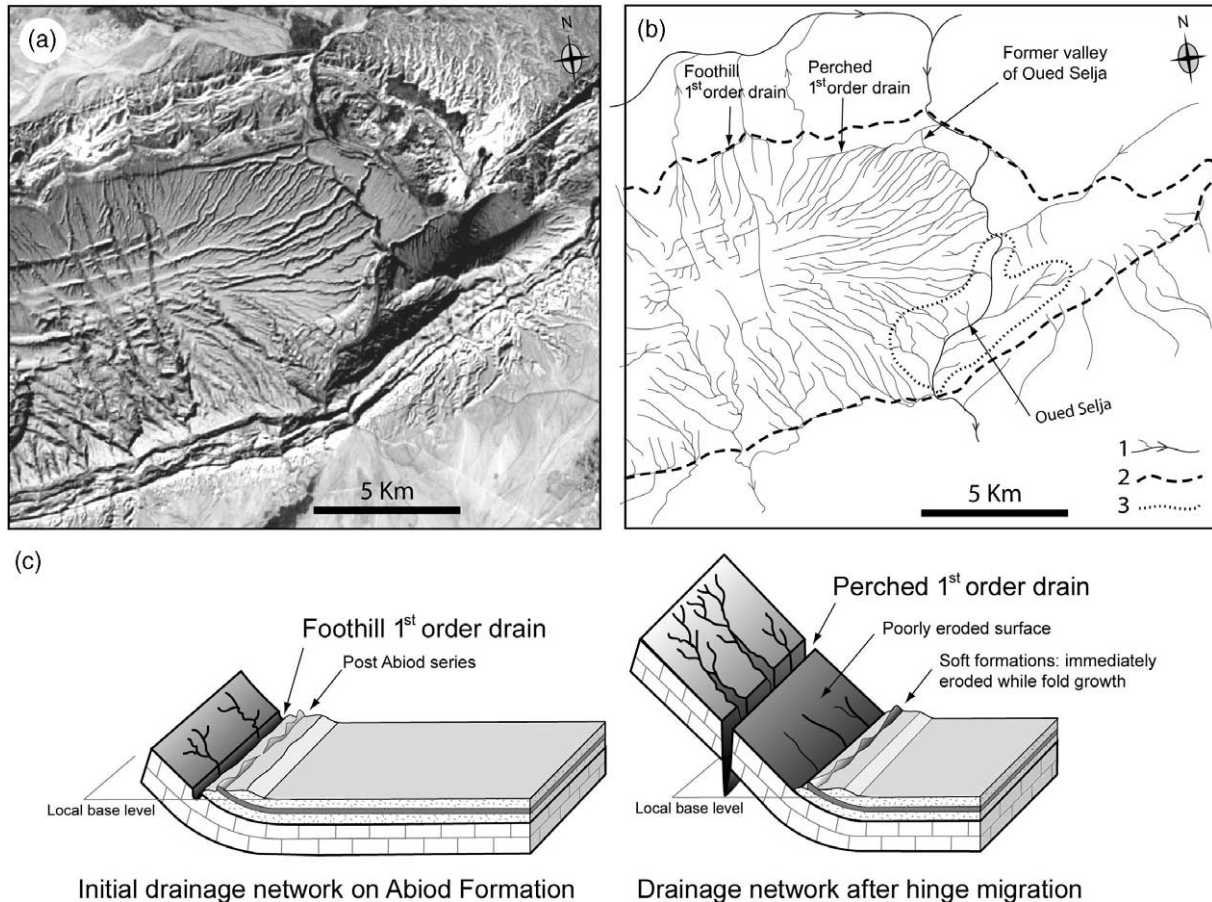 (a)
N
5 Km
(b)
N
Foothill
1st order drain
Perched
1st order drain
Former valley
of Oued Selja
Oued Selja
1
2
3
5 Km
(c)
Foothill 1st order drain
Post Abiod series
Local base level
Initial drainage network on Abiod Formation
Perched 1st order drain
Poorly eroded surface
Soft formations: immediately
eroded while fold growth
Local base level
Drainage network after hinge migration